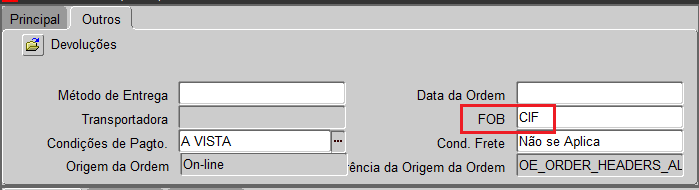 Principal Outros
Devoluções
Método de Entrega Data da Ordem
Transportadora FOB CIF
Condições de Pagto. A VISTA ... Cond. Frete Não se Aplica
Origem da Ordem On-line rência da Origem da Ordem OE_ORDER_HEADERS_AL